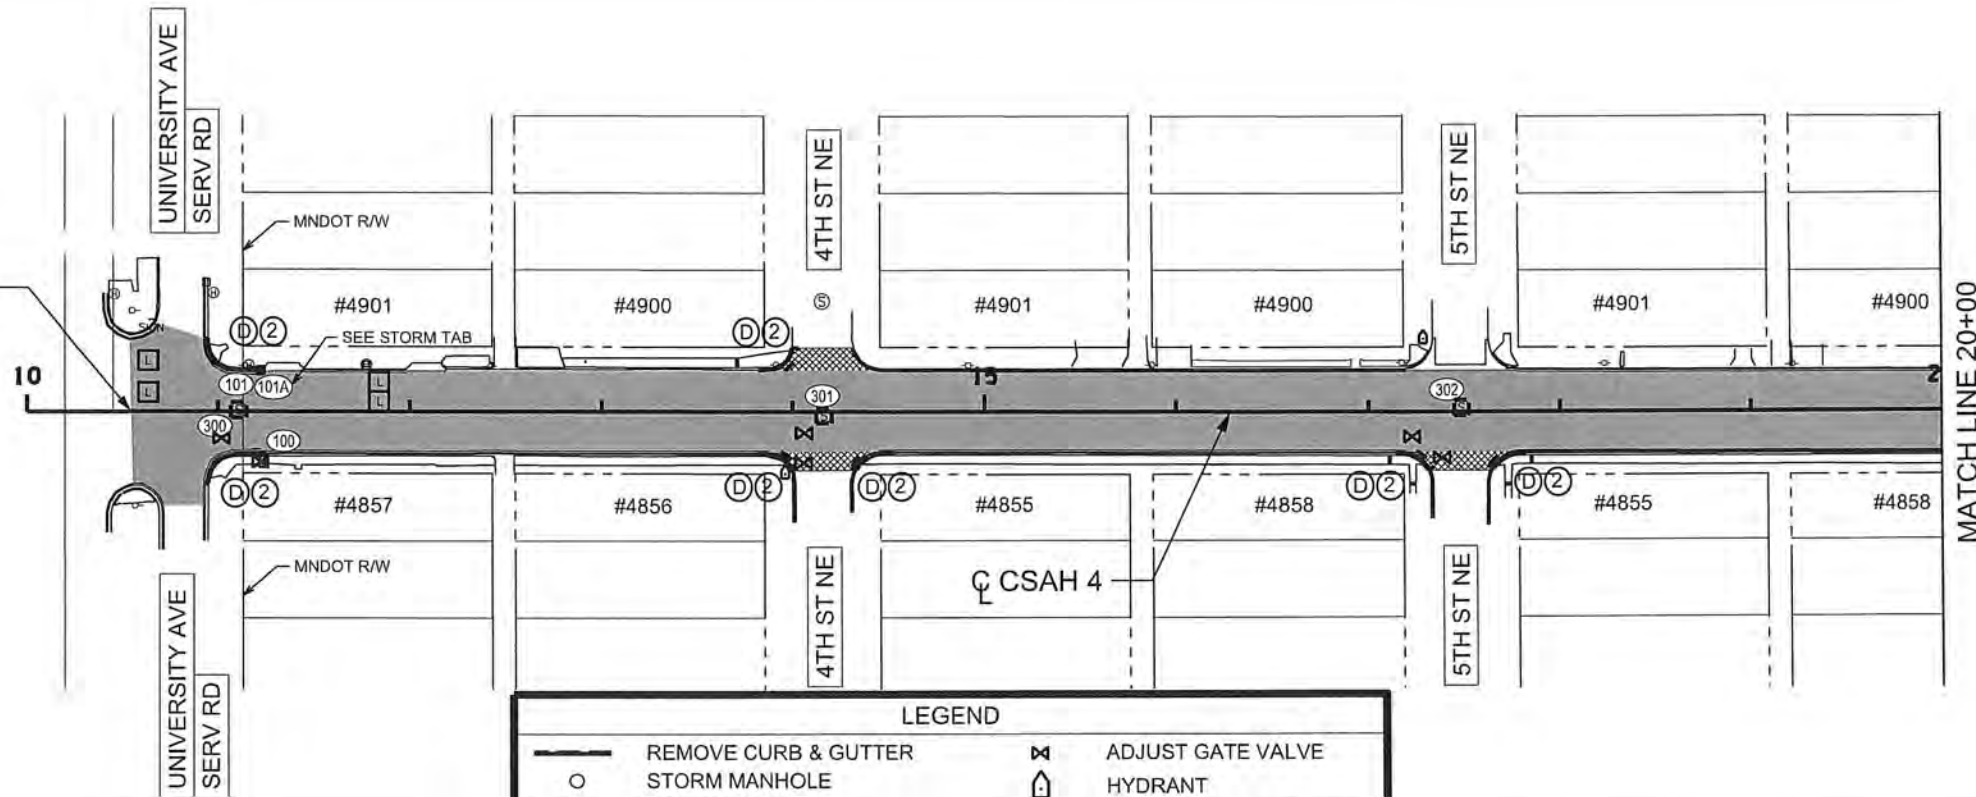 UNIVERSITY AVE
SERV RD
4TH ST NE
5TH ST NE
MNDOT R/W
#4901
#4900
#4901
#4900
#4901
#4900
MATCH LINE 20+00
D 2
D 2
SEE STORM TAB
L
L
L
L
10
101
101A
15
2
301
S
302
S
300
100
D 2
D 2
D 2
D 2
D 2
#4857
#4856
#4855
#4858
#4855
#4858
MNDOT R/W
℄ CSAH 4
UNIVERSITY AVE
SERV RD
4TH ST NE
5TH ST NE
LEGEND
REMOVE CURB & GUTTER
ADJUST GATE VALVE
STORM MANHOLE
HYDRANT